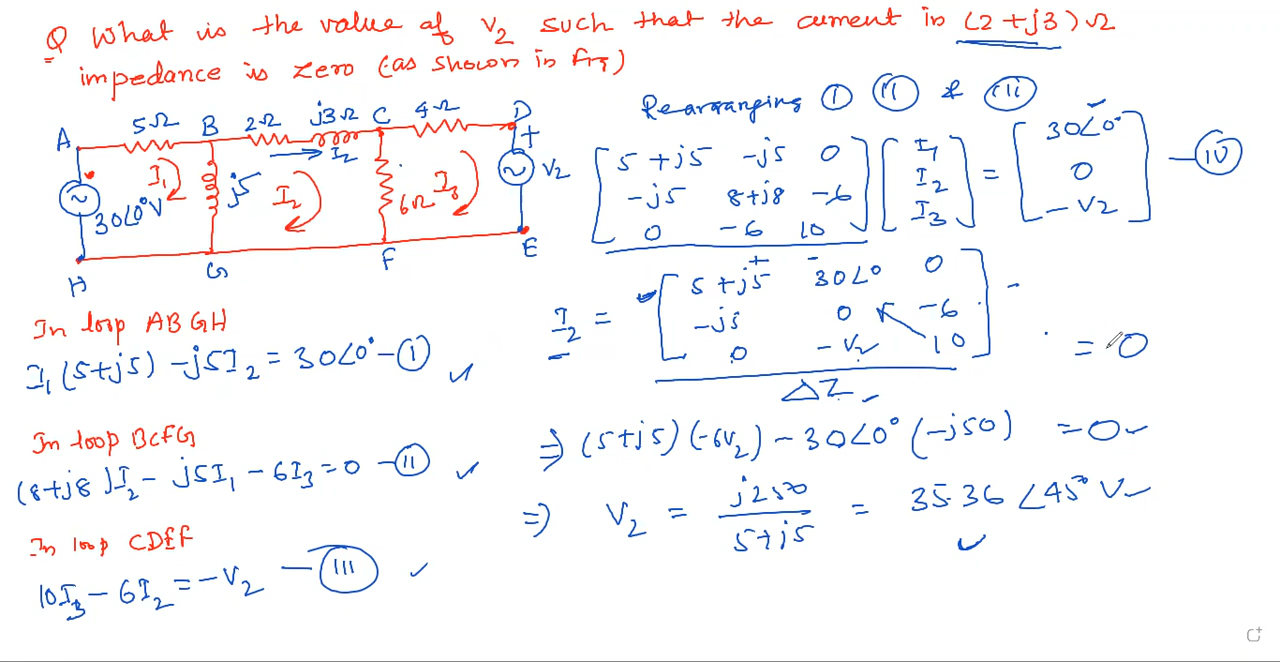 Q What is the value of V2 such that the current in (2+j3)Ω
impedance is zero (as shown in fig)
A 5Ω B 2Ω j3Ω C 4Ω D
I2
30∠0°V I1 j5 I2 6Ω I3 + V2
H G F E
In loop ABGH
I1(5+j5) -j5I2 = 30∠0° - (I)
In loop BCFG
(8+j8)I2 - j5I1 - 6I3 = 0 - (II)
In loop CDEF
10I3 - 6I2 = -V2 - (III)
Rearranging (I) (II) & (III)
[5+j5 -j5 0] [I1] = [30∠0°]
[-j5 8+j8 -6] [I2] [0] - (IV)
[0 -6 10] [I3] [-V2]
I2 = [5+j5 30∠0 0]
[-j5 0 -6]
[0 -V2 10]
ΔZ
= 0
⇒ (5+j5)(-6V2) - 30∠0° (-j50) = 0
⇒ V2 = j250 / 5+j5 = 35.36 ∠45° V